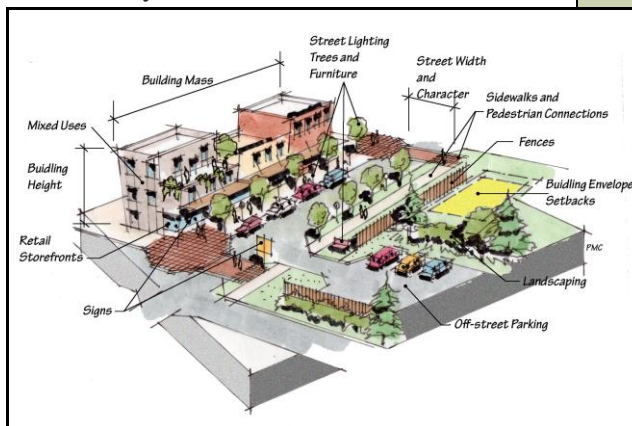 Street Lighting
Trees and
Furniture
Street Width
and
Character
Building Mass
Sidewalks and
Pedestrian Connections
Mixed Uses
Fences
Buidling
Height
Buidling Envelope
Setbacks
Retail
Storefronts
PMC
Landscaping
Signs
Off-street Parking